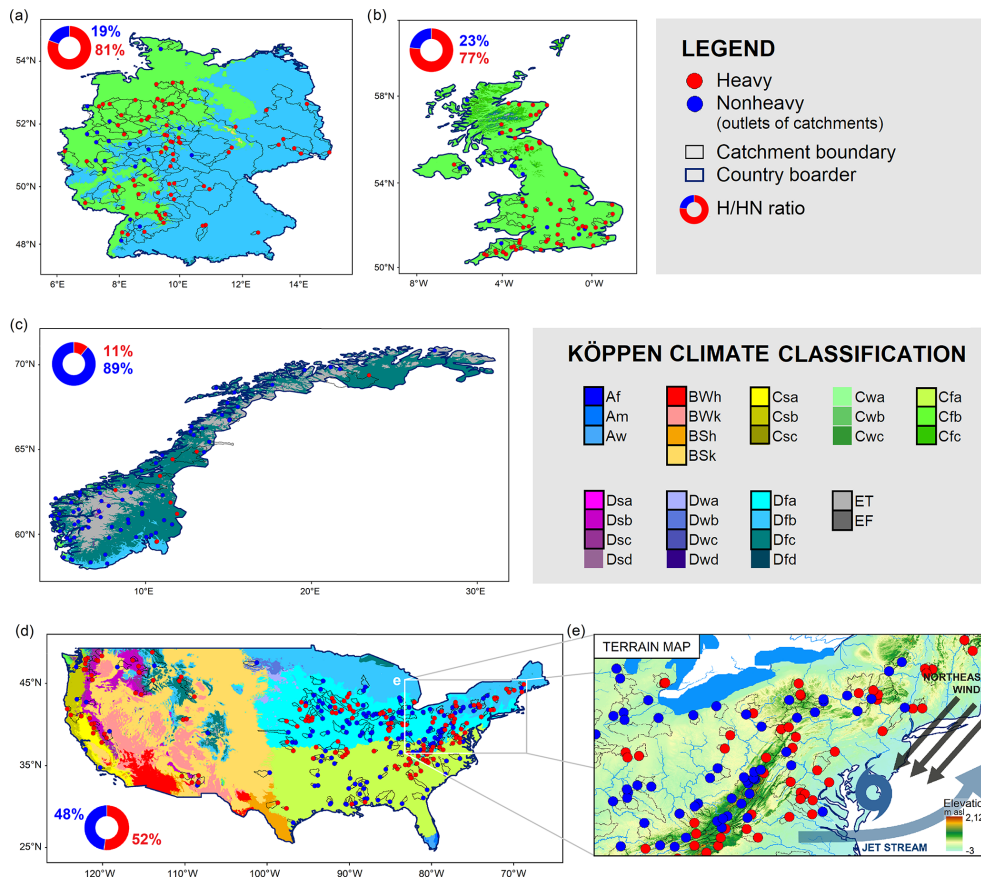 (a)
19%
81%
54°N
52°N
50°N
48°N
6°E 8°E 10°E 12°E 14°E
(b)
23%
77%
58°N
54°N
50°N
8°W 4°W 0°W
LEGEND
Heavy
Nonheavy
(outlets of catchments)
Catchment boundary
Country boarder
H/HN ratio
(c)
11%
89%
70°N
65°N
60°N
10°E 20°E 30°E
KÖPPEN CLIMATE CLASSIFICATION
Af
Am
Aw
BWh
BWk
BSh
BSk
Csa
Csb
Csc
Cwa
Cwb
Cwc
Cfa
Cfb
Cfc
Dsa
Dsb
Dsc
Dsd
Dwa
Dwb
Dwc
Dwd
Dfa
Dfb
Dfc
Dfd
ET
EF
(d)
45°N
35°N
25°N
e
48%
52%
120°W 110°W 100°W 90°W 80°W 70°W
(e)
TERRAIN MAP
NORTHEAS
WIND
Elevatio
m asl
2,12
-3
JET STREAM